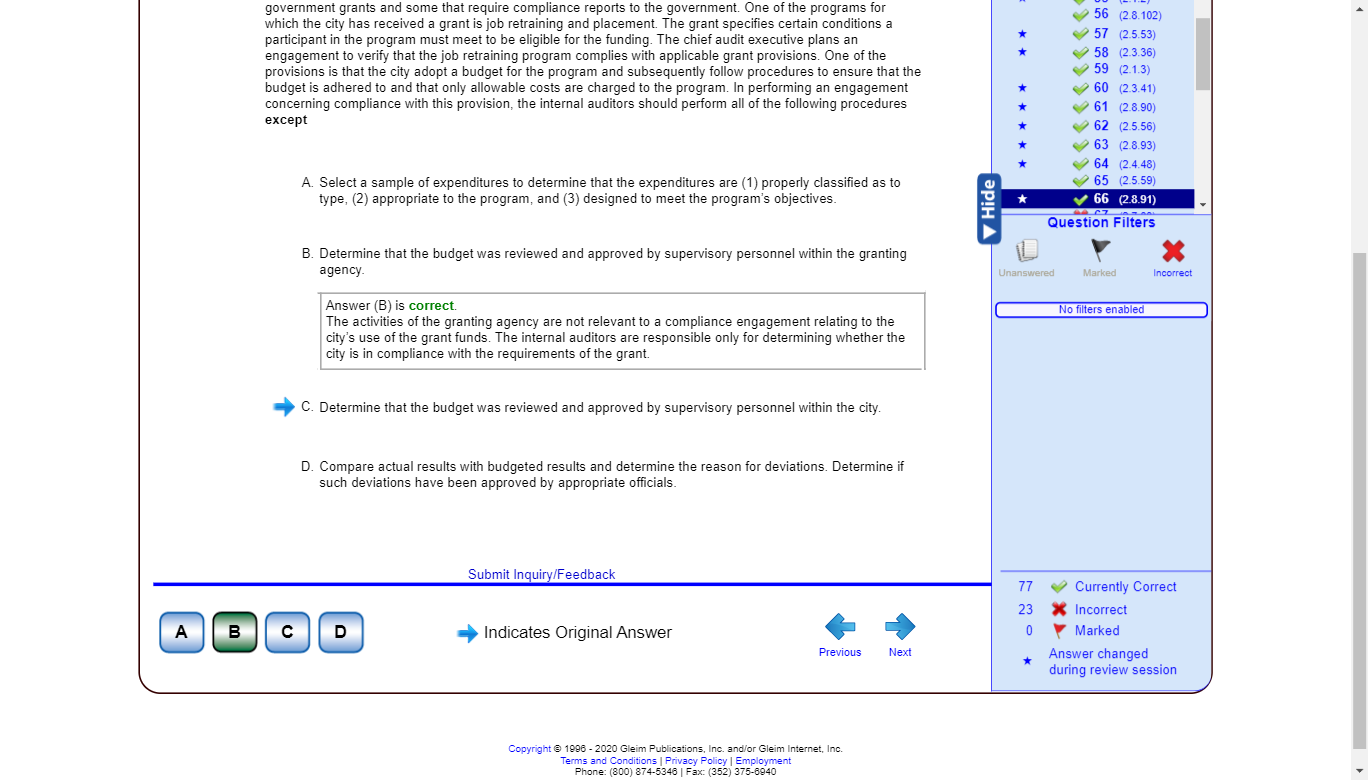 government grants and some that require compliance reports to the government. One of the programs for
which the city has received a grant is job retraining and placement. The grant specifies certain conditions a
participant in the program must meet to be eligible for the funding. The chief audit executive plans an
engagement to verify that the job retraining program complies with applicable grant provisions. One of the
provisions is that the city adopt a budget for the program and subsequently follow procedures to ensure that the
budget is adhered to and that only allowable costs are charged to the program. In performing an engagement
concerning compliance with this provision, the internal auditors should perform all of the following procedures
except
A. Select a sample of expenditures to determine that the expenditures are (1) properly classified as to
type, (2) appropriate to the program, and (3) designed to meet the program's objectives.
B. Determine that the budget was reviewed and approved by supervisory personnel within the granting
agency.
Answer (B) is correct.
The activities of the granting agency are not relevant to a compliance engagement relating to the
city's use of the grant funds. The internal auditors are responsible only for determining whether the
city is in compliance with the requirements of the grant.
C. Determine that the budget was reviewed and approved by supervisory personnel within the city.
D. Compare actual results with budgeted results and determine the reason for deviations. Determine if
such deviations have been approved by appropriate officials.
Submit Inquiry/Feedback
A B C D
Indicates Original Answer
Previous Next
56 (2.8.102)
57 (2.5.53)
58 (2.3.36)
59 (2.1.3)
60 (2.3.41)
61 (2.8.90)
62 (2.5.56)
63 (2.8.93)
64 (2.4.48)
65 (2.5.59)
66 (2.8.91)
Hide
Question Filters
Unanswered Marked Incorrect
No filters enabled
77 Currently Correct
23 Incorrect
0 Marked
Answer changed
during review session
Copyright © 1996 - 2020 Gleim Publications, Inc. and/or Gleim Internet, Inc.
Terms and Conditions | Privacy Policy | Employment
Phone: (800) 874-5346 | Fax: (352) 375-6940